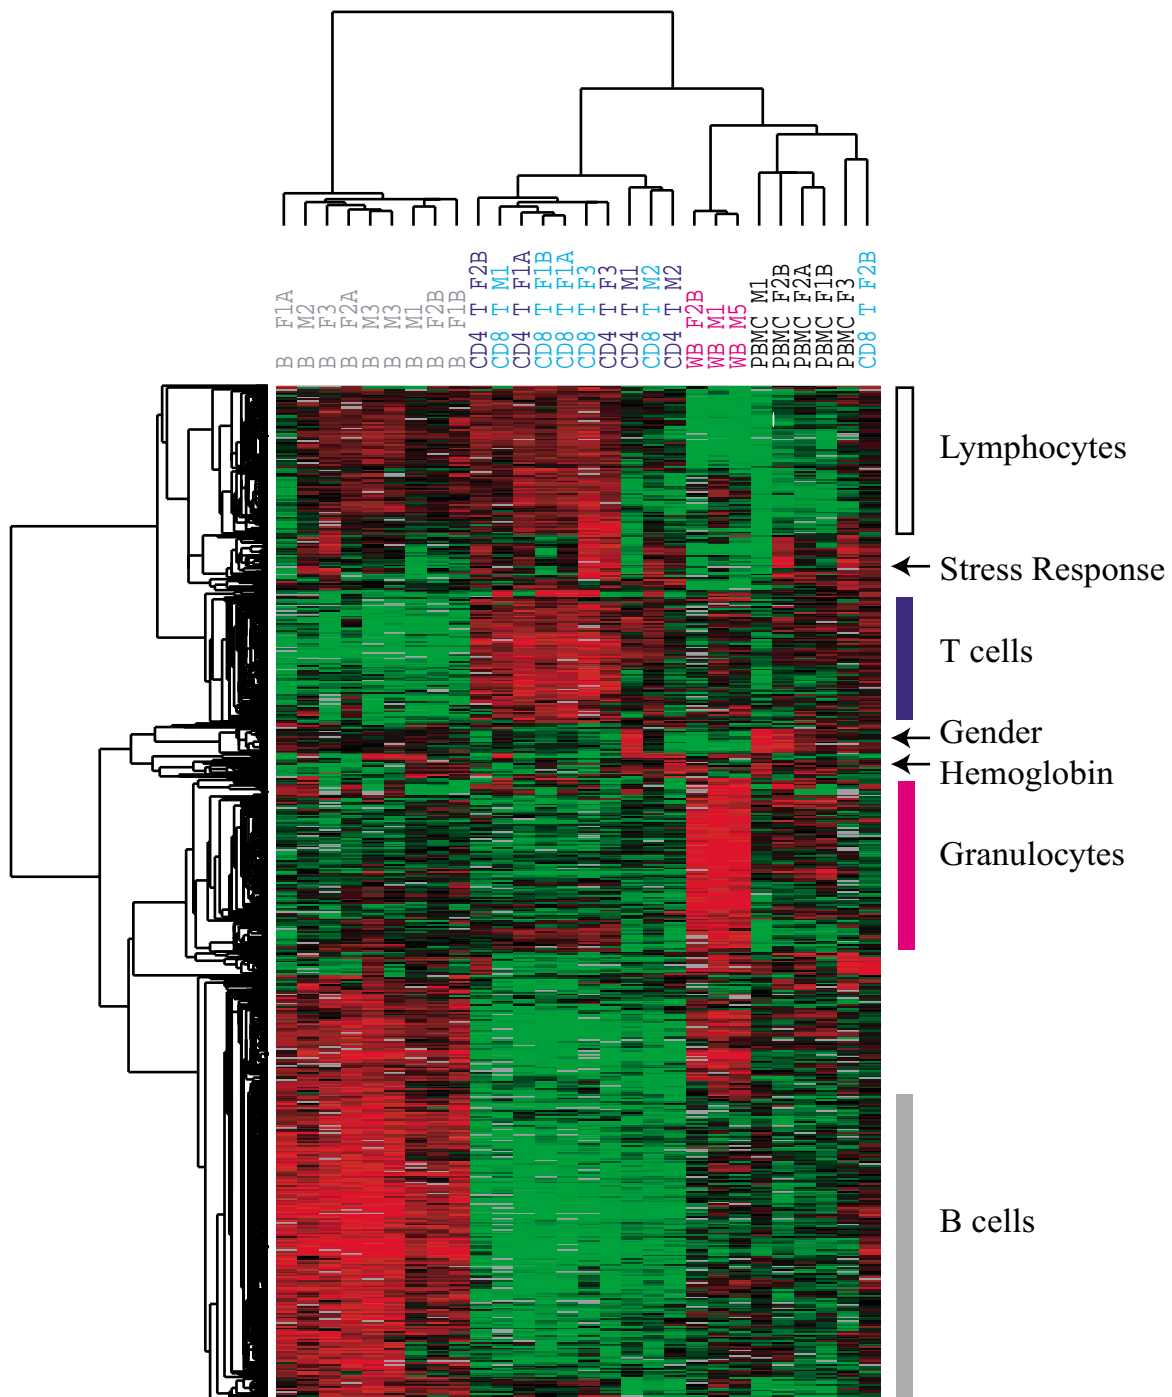 B F1A
B M2
B F3
B F2A
B M3
B M3
B M1
B F2B
B F1B
CD4 T F2B
CD8 T M1
CD4 T F1A
CD8 T F1B
CD8 T F1A
CD8 T F3
CD4 T F3
CD4 T M1
CD8 T M2
CD4 T M2
WB F2B
WB M1
WB M5
PBMC M1
PBMC F2B
PBMC F2A
PBMC F1B
PBMC F3
CD8 T F2B
Lymphocytes
Stress Response
T cells
Gender
Hemoglobin
Granulocytes
B cells